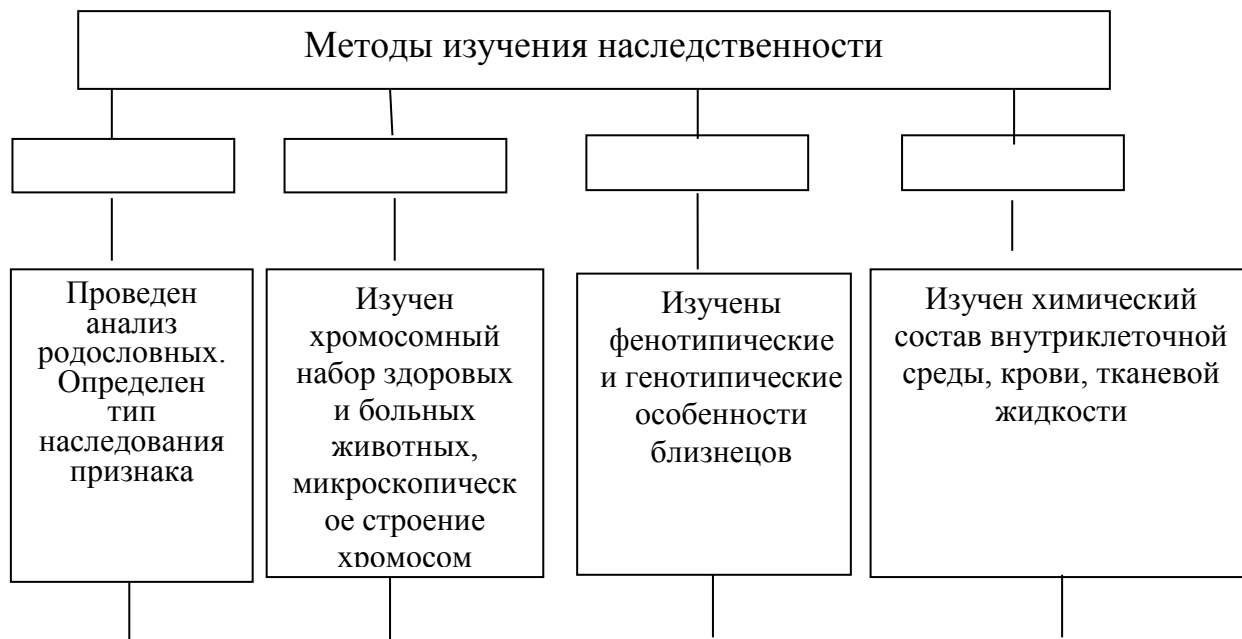 Методы изучения наследственности
Проведен
анализ
родословных.
Определен
тип
наследования
признака
Изучен
хромосомный
набор здоровых
и больных
животных,
микроскопическ
ое строение
хромосом
Изучены
фенотипические
и генотипические
особенности
близнецов
Изучен химический
состав внутриклеточной
среды, крови, тканевой
жидкости